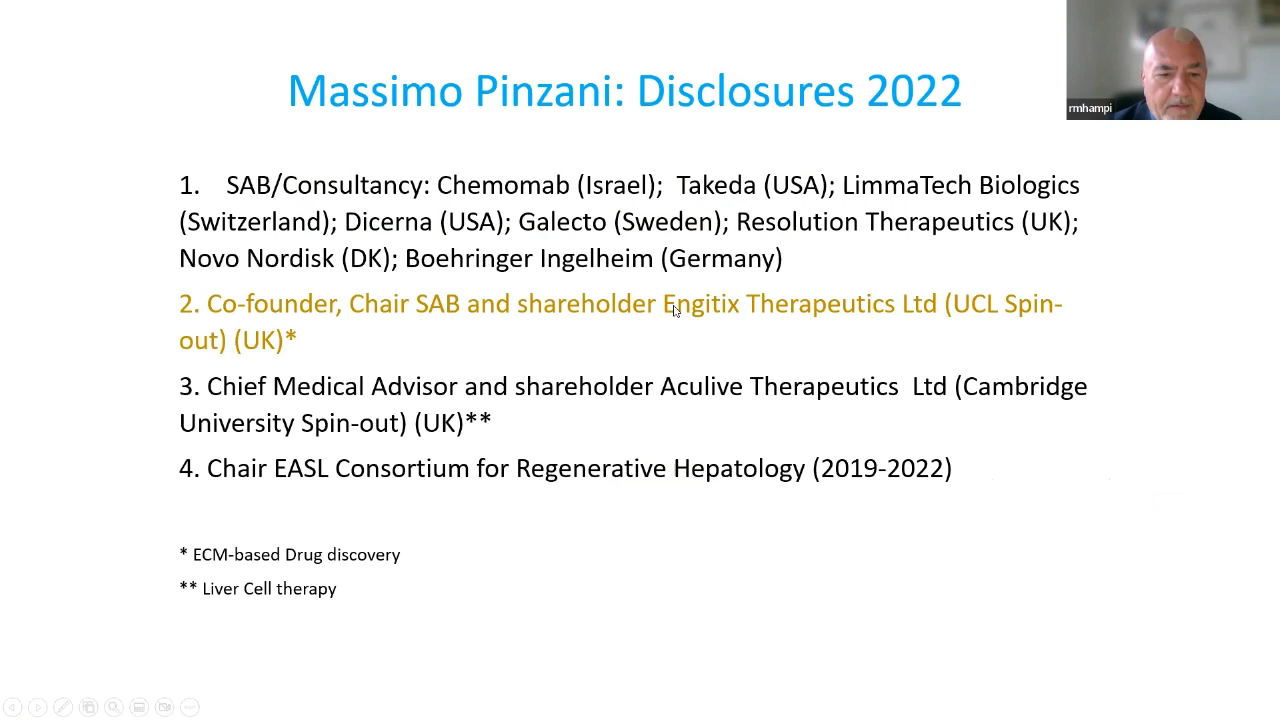 Massimo Pinzani: Disclosures 2022
rmhampi
1. SAB/Consultancy: Chemomab (Israel); Takeda (USA); LimmaTech Biologics
(Switzerland); Dicerna (USA); Galecto (Sweden); Resolution Therapeutics (UK);
Novo Nordisk (DK); Boehringer Ingelheim (Germany)
2. Co-founder, Chair SAB and shareholder Engitix Therapeutics Ltd (UCL Spin-
out) (UK)*
3. Chief Medical Advisor and shareholder Aculive Therapeutics Ltd (Cambridge
University Spin-out) (UK)**
4. Chair EASL Consortium for Regenerative Hepatology (2019-2022)
* ECM-based Drug discovery
** Liver Cell therapy